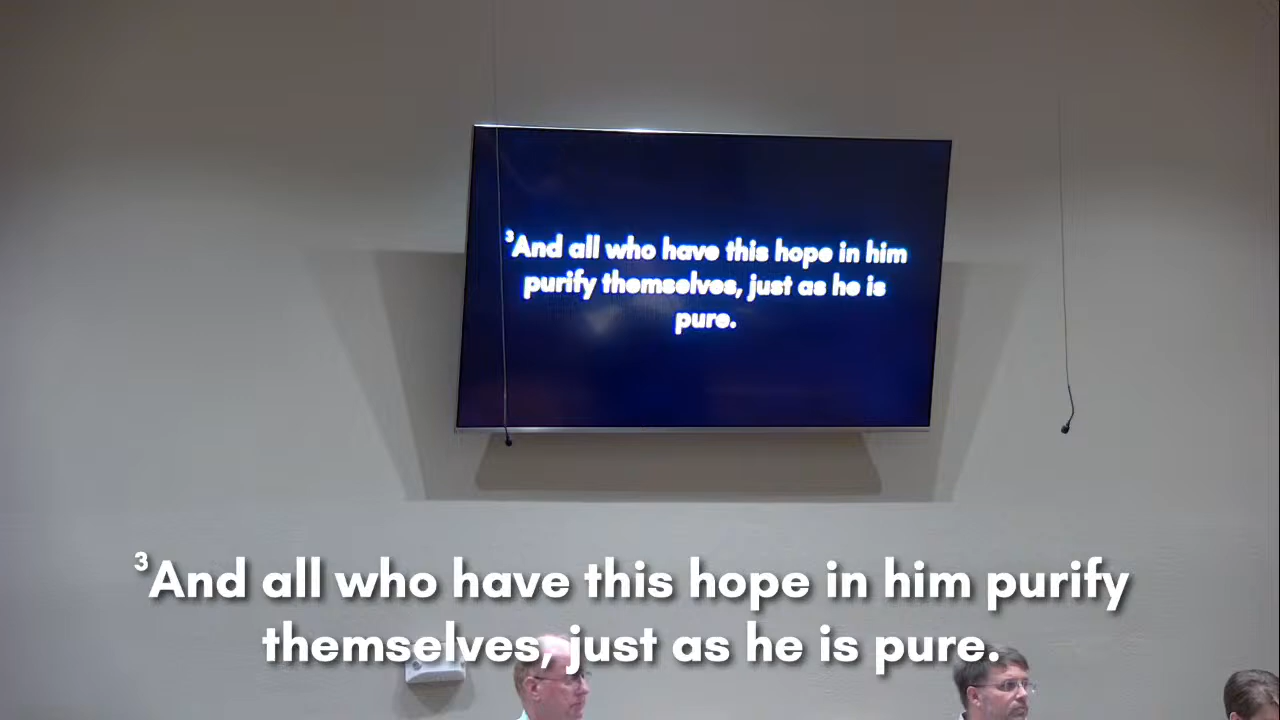 ³And all who have this hope in him
purify themselves, just as he is
pure.
³And all who have this hope in him purify
themselves, just as he is pure.